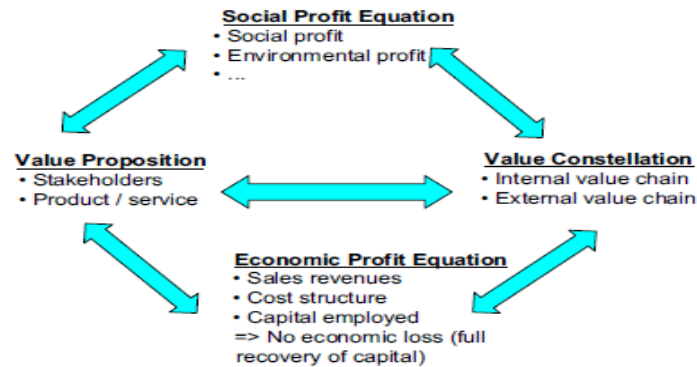 Social Profit Equation
• Social profit
• Environmental profit
• ...
Value Proposition
• Stakeholders
• Product / service
Value Constellation
• Internal value chain
• External value chain
Economic Profit Equation
• Sales revenues
• Cost structure
• Capital employed
=> No economic loss (full
recovery of capital)